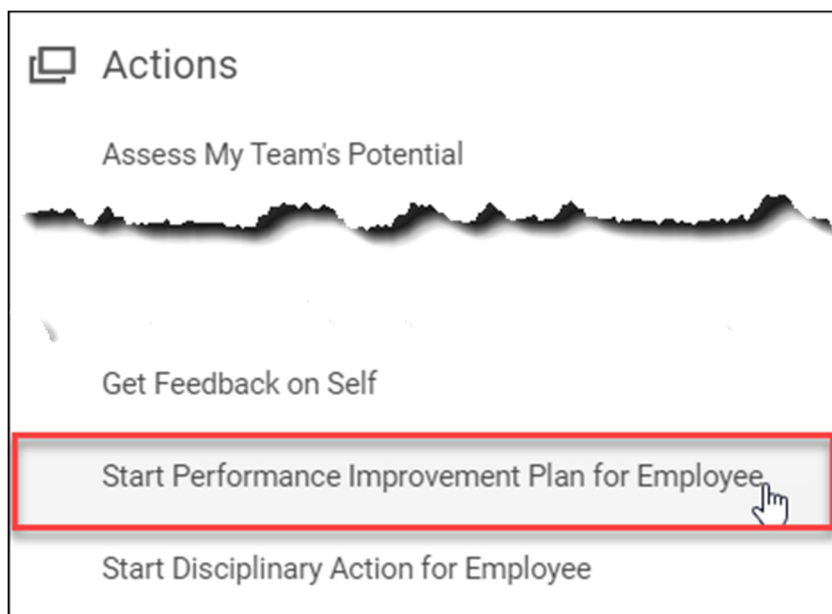 Actions
Assess My Team's Potential
Get Feedback on Self
Start Performance Improvement Plan for Employee
Start Disciplinary Action for Employee